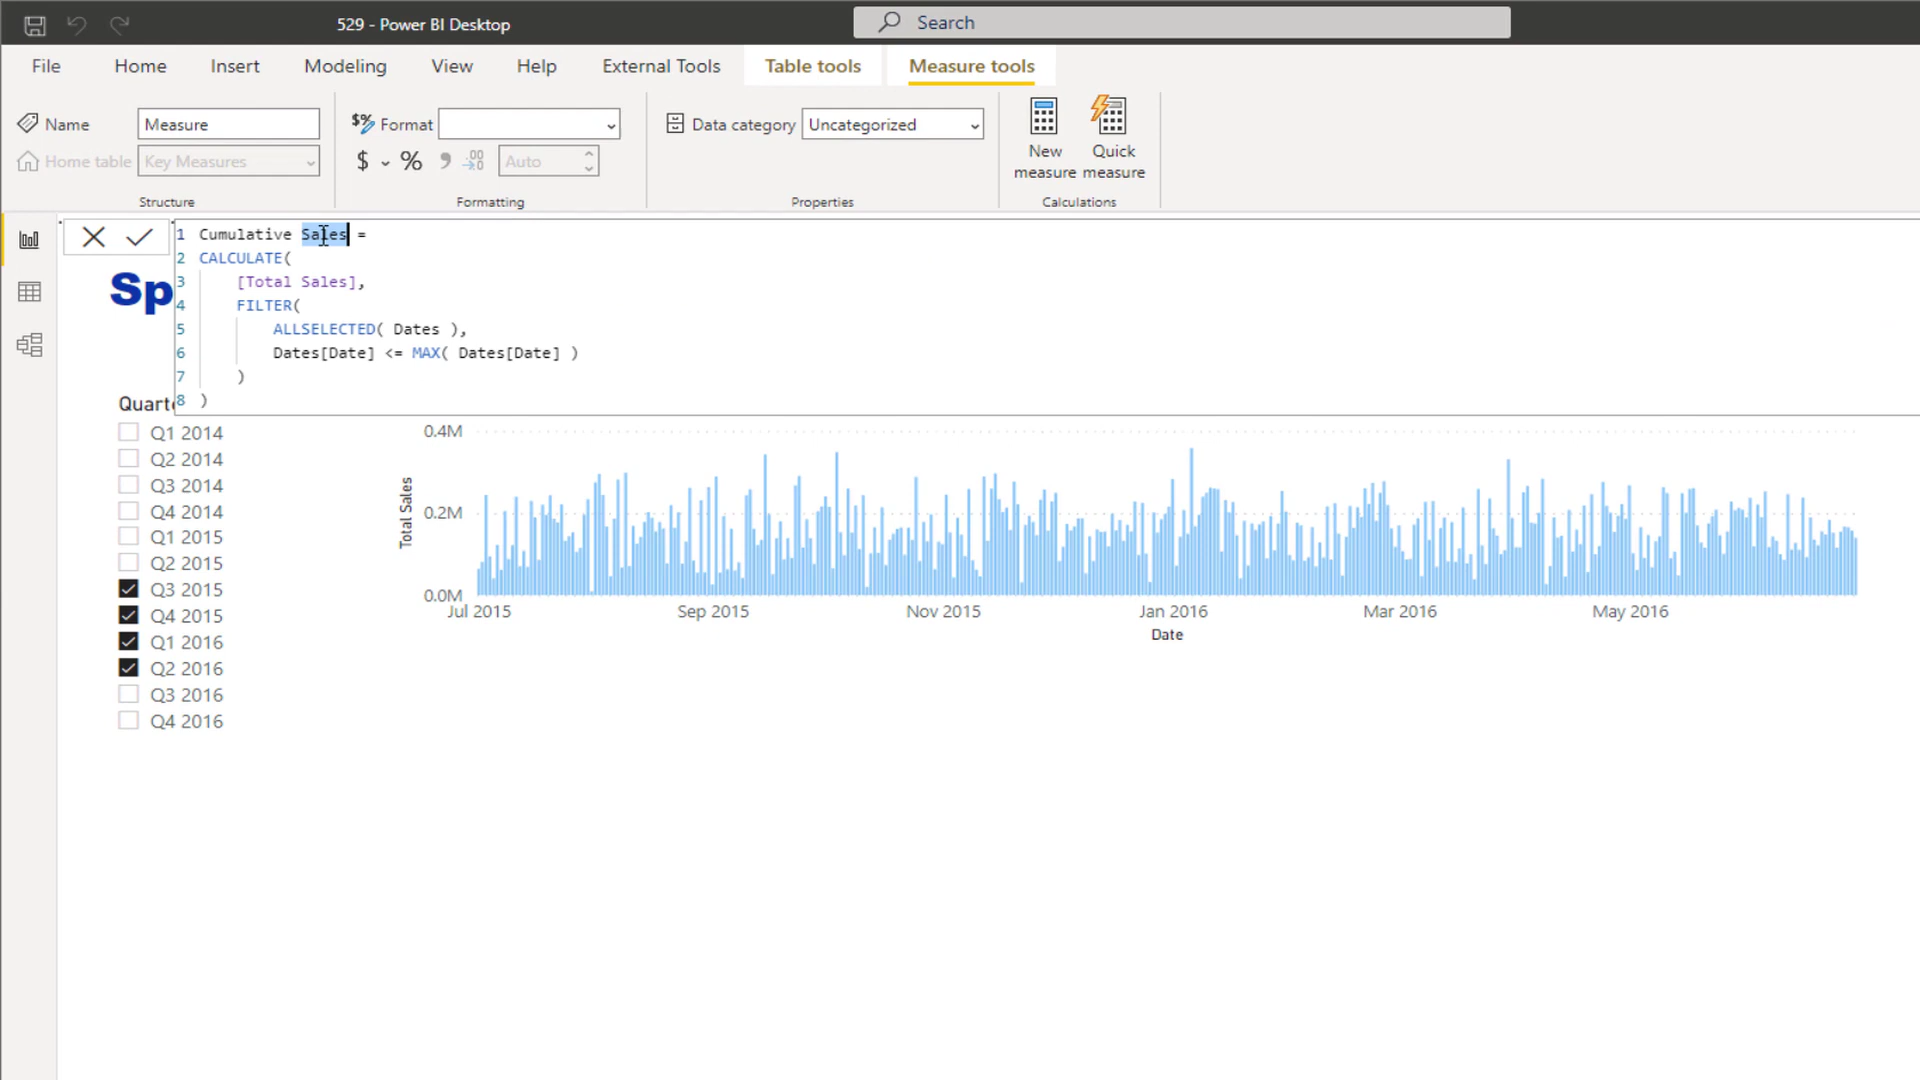 529 - Power BI Desktop
Search
File Home Insert Modeling View Help External Tools Table tools Measure tools
Name Measure
Home table Key Measures
Structure
$% Format
$ % 9 .00 Auto
Formatting
Data category Uncategorized
Properties
New measure
Quick measure
Calculations
1 Cumulative Sales =
2 CALCULATE(
3 [Total Sales],
4 FILTER(
5 ALLSELECTED( Dates ),
6 Dates[Date] <= MAX( Dates[Date] )
7 )
8 )
Sp
Quart
Q1 2014
Q2 2014
Q3 2014
Q4 2014
Q1 2015
Q2 2015
Q3 2015
Q4 2015
Q1 2016
Q2 2016
Q3 2016
Q4 2016
Total Sales
0.4M
0.2M
0.0M
Jul 2015 Sep 2015 Nov 2015 Jan 2016 Mar 2016 May 2016
Date